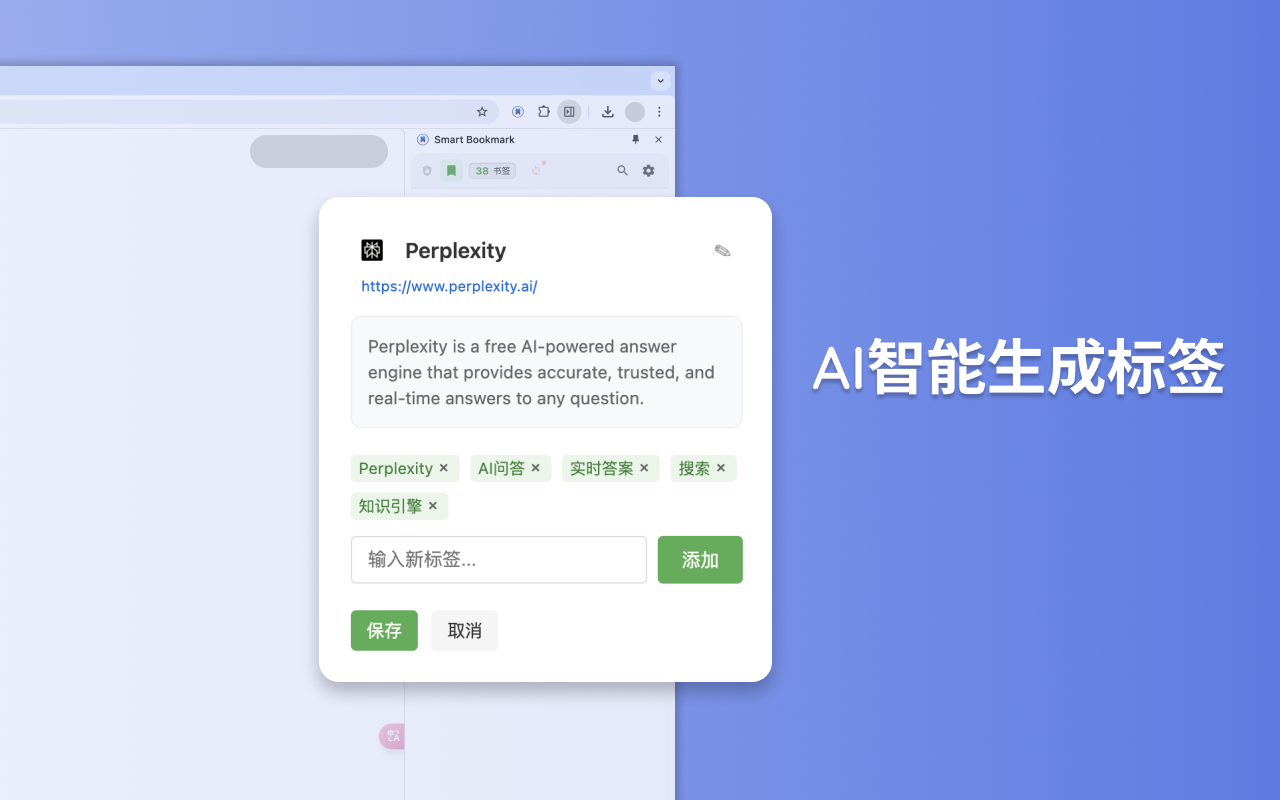 Smart Bookmark
38 书签
Perplexity
https://www.perplexity.ai/
Perplexity is a free AI-powered answer
engine that provides accurate, trusted, and
real-time answers to any question.
Perplexity × AI问答 × 实时答案 × 搜索 ×
知识引擎 ×
输入新标签...
添加
保存 取消
AI智能生成标签